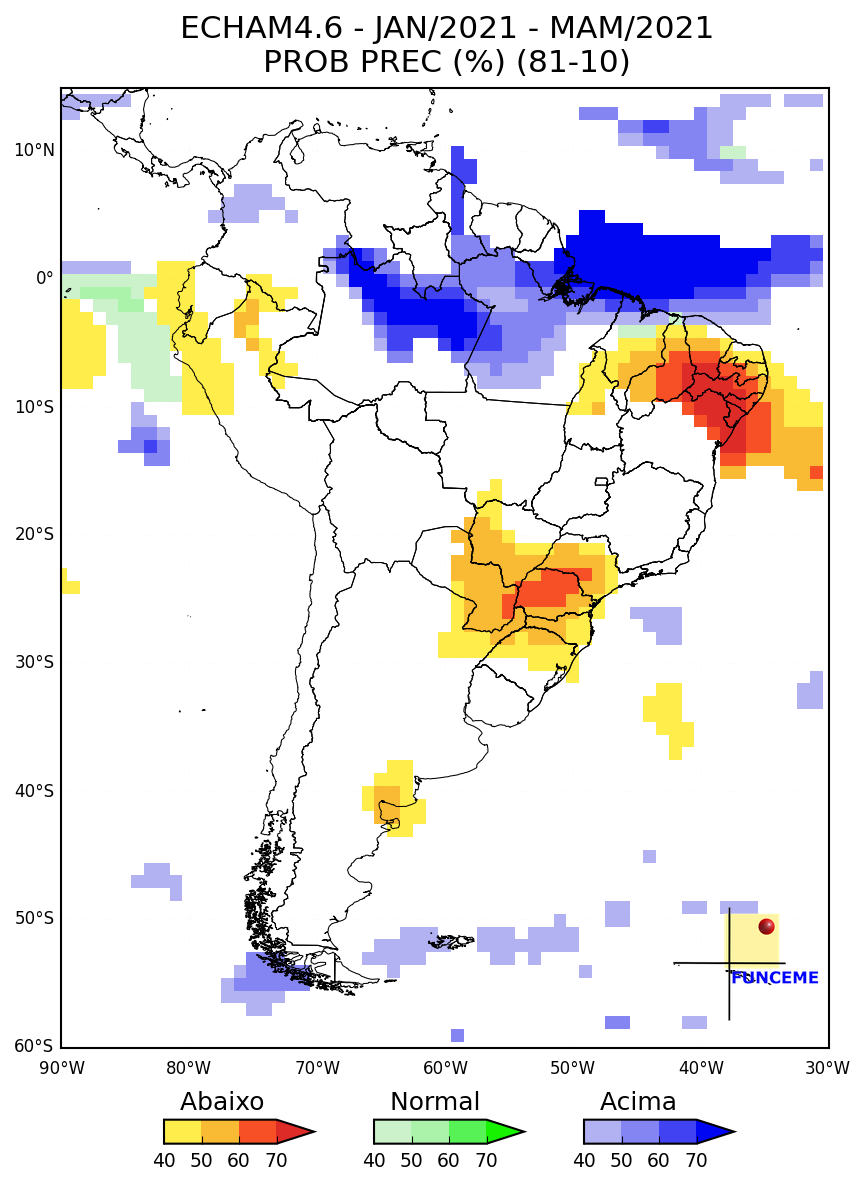 ECHAM4.6 - JAN/2021 - MAM/2021
PROB PREC (%) (81-10)
10°N
0°
10°S
20°S
30°S
40°S
50°S
60°S
FUNCEME
90°W 80°W 70°W 60°W 50°W 40°W 30°W
Abaixo Normal Acima
40 50 60 70 40 50 60 70 40 50 60 70